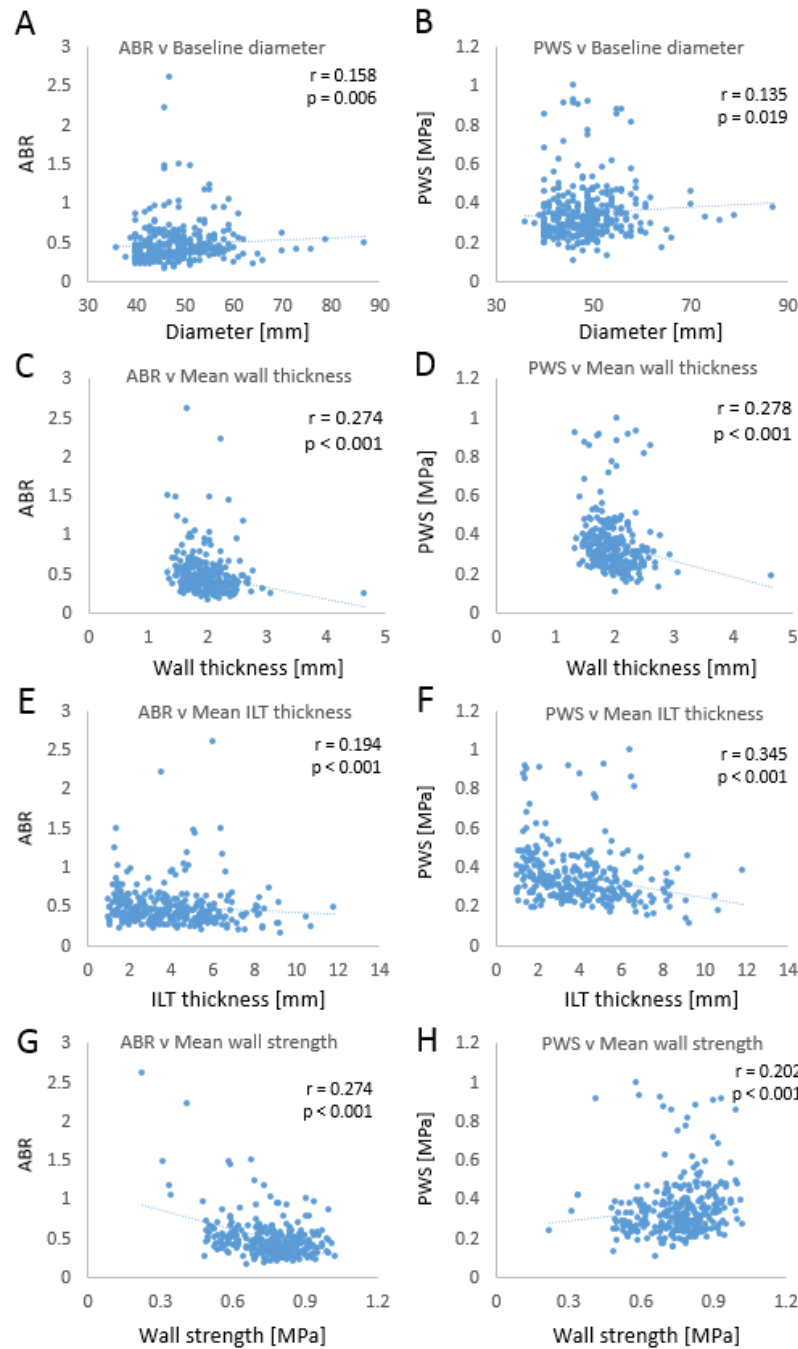 A
ABR v Baseline diameter
r = 0.158
p = 0.006
3
2.5
2
1.5
1
0.5
0
ABR
30 40 50 60 70 80 90
Diameter [mm]
B
PWS v Baseline diameter
r = 0.135
p = 0.019
1.2
1
0.8
0.6
0.4
0.2
0
PWS [MPa]
30 50 70 90
Diameter [mm]
C
ABR v Mean wall thickness
r = 0.274
p < 0.001
3
2.5
2
1.5
1
0.5
0
ABR
0 1 2 3 4 5
Wall thickness [mm]
D
PWS v Mean wall thickness
r = 0.278
p < 0.001
1.2
1
0.8
0.6
0.4
0.2
0
PWS [MPa]
0 1 2 3 4 5
Wall thickness [mm]
E
ABR v Mean ILT thickness
r = 0.194
p < 0.001
3
2.5
2
1.5
1
0.5
0
ABR
0 2 4 6 8 10 12 14
ILT thickness [mm]
F
PWS v Mean ILT thickness
r = 0.345
p < 0.001
1.2
1
0.8
0.6
0.4
0.2
0
PWS [MPa]
0 2 4 6 8 10 12 14
ILT thickness [mm]
G
ABR v Mean wall strength
r = 0.274
p < 0.001
3
2.5
2
1.5
1
0.5
0
ABR
0 0.3 0.6 0.9 1.2
Wall strength [MPa]
H
PWS v Mean wall strength
r = 0.202
p < 0.001
1.2
1
0.8
0.6
0.4
0.2
0
PWS [MPa]
0 0.3 0.6 0.9 1.2
Wall strength [MPa]